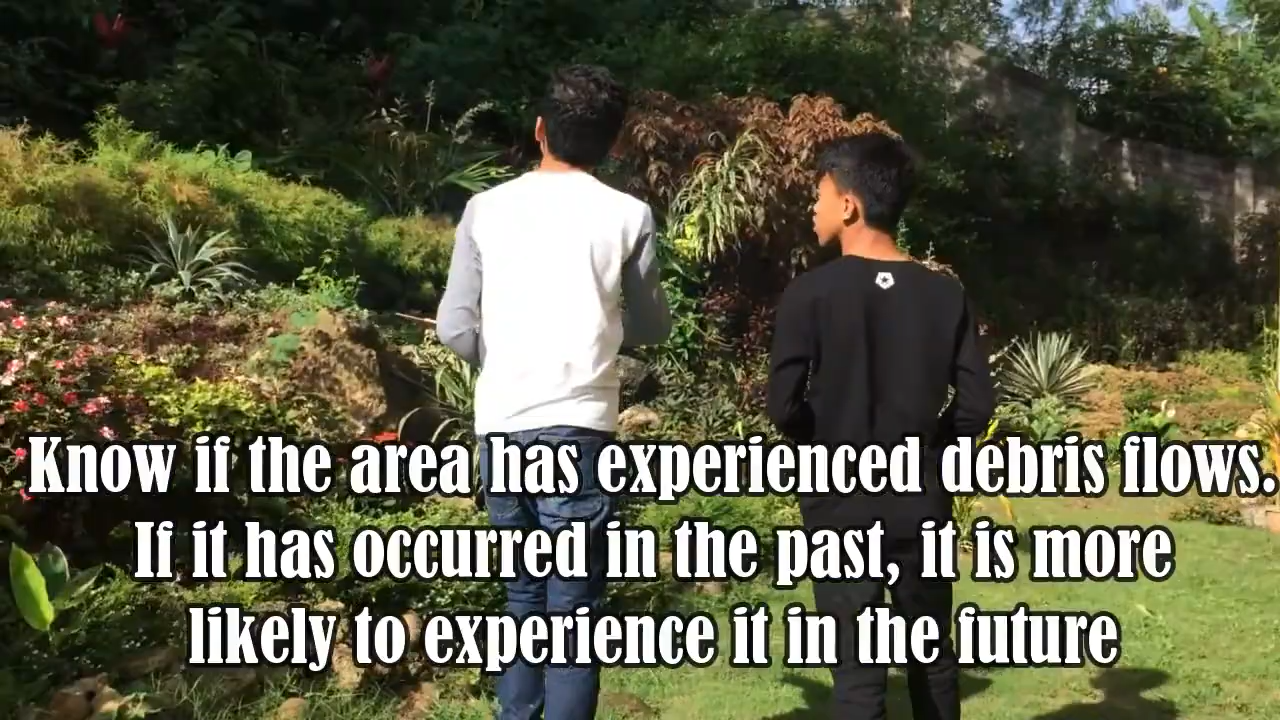 Know if the area has experienced debris flows.
If it has occurred in the past, it is more
likely to experience it in the future